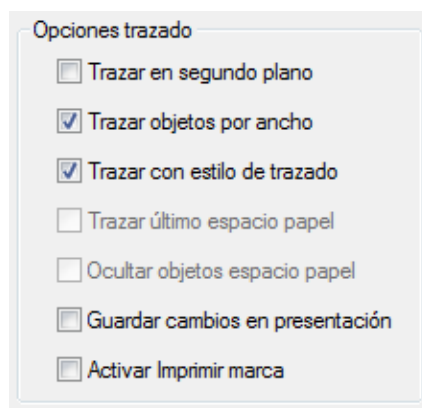 Opciones trazado
Trazar en segundo plano
Trazar objetos por ancho
Trazar con estilo de trazado
Trazar último espacio papel
Ocultar objetos espacio papel
Guardar cambios en presentación
Activar Imprimir marca